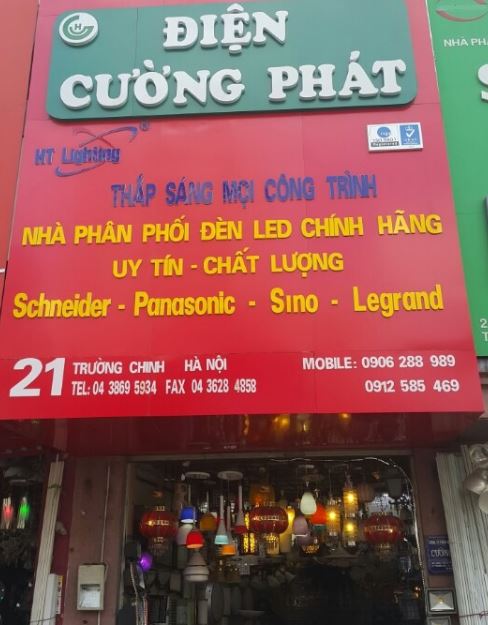 ĐIỆN
CƯỜNG PHÁT
NHÀ PHÂ
HT Lighting
THẮP SÁNG MỌI CÔNG TRÌNH
NHÀ PHÂN PHỐI ĐÈN LED CHÍNH HÃNG
UY TÍN - CHẤT LƯỢNG
Schneider - Panasonic - Sino - Legrand
21 TRƯỜNG CHINH HÀ NỘI
TEL: 04 3869 5934 FAX 04 3628 4858
MOBILE: 0906 288 989
0912 585 469
CƯỜNG